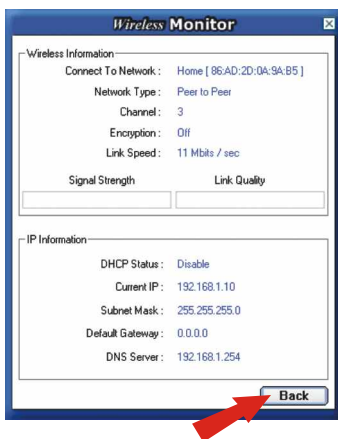 Wireless Monitor
Wireless Information
Connect To Network : Home [ 86:AD:2D:0A:9A:B5 ]
Network Type : Peer to Peer
Channel : 3
Encryption : Off
Link Speed : 11 Mbits / sec
Signal Strength Link Quality
IP Information
DHCP Status : Disable
Current IP : 192.168.1.10
Subnet Mask : 255.255.255.0
Default Gateway : 0.0.0.0
DNS Server : 192.168.1.254
Back